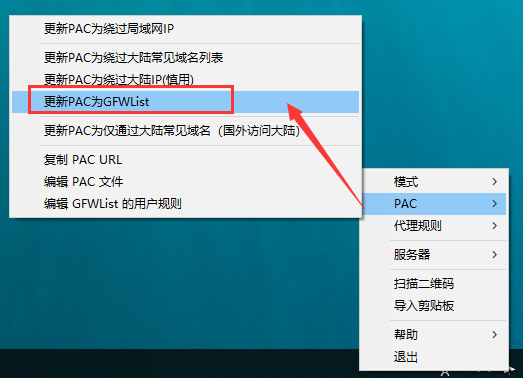 更新PAC为绕过局域网IP
更新PAC为绕过大陆常见域名列表
更新PAC为绕过大陆IP(慎用)
更新PAC为GFWList
更新PAC为仅通过大陆常见域名（国外访问大陆）
复制 PAC URL
编辑 PAC 文件
编辑 GFWList 的用户规则
模式
PAC
代理规则
服务器
扫描二维码
导入剪贴板
帮助
退出